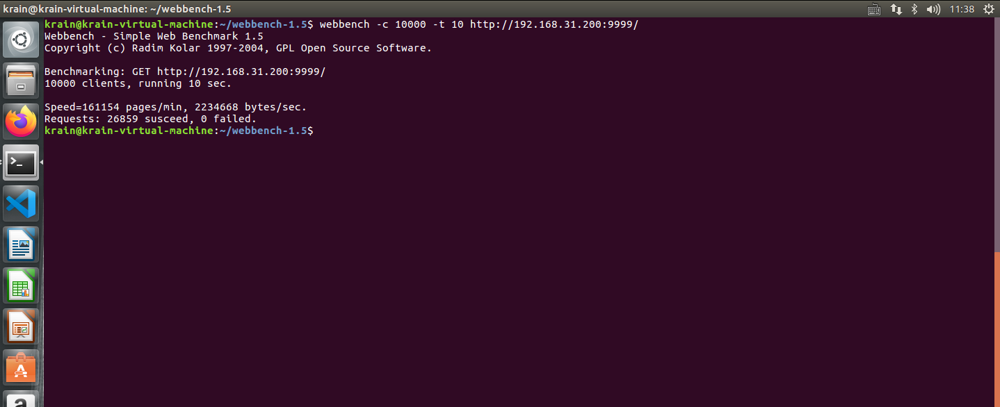 krain@krain-virtual-machine: ~/webbench-1.5
11:38
krain@krain-virtual-machine:~/webbench-1.5$ webbench -c 10000 -t 10 http://192.168.31.200:9999/
Webbench - Simple Web Benchmark 1.5
Copyright (c) Radim Kolar 1997-2004, GPL Open Source Software.
Benchmarking: GET http://192.168.31.200:9999/
10000 clients, running 10 sec.
Speed=161154 pages/min, 2234668 bytes/sec.
Requests: 26859 susceed, 0 failed.
krain@krain-virtual-machine:~/webbench-1.5$